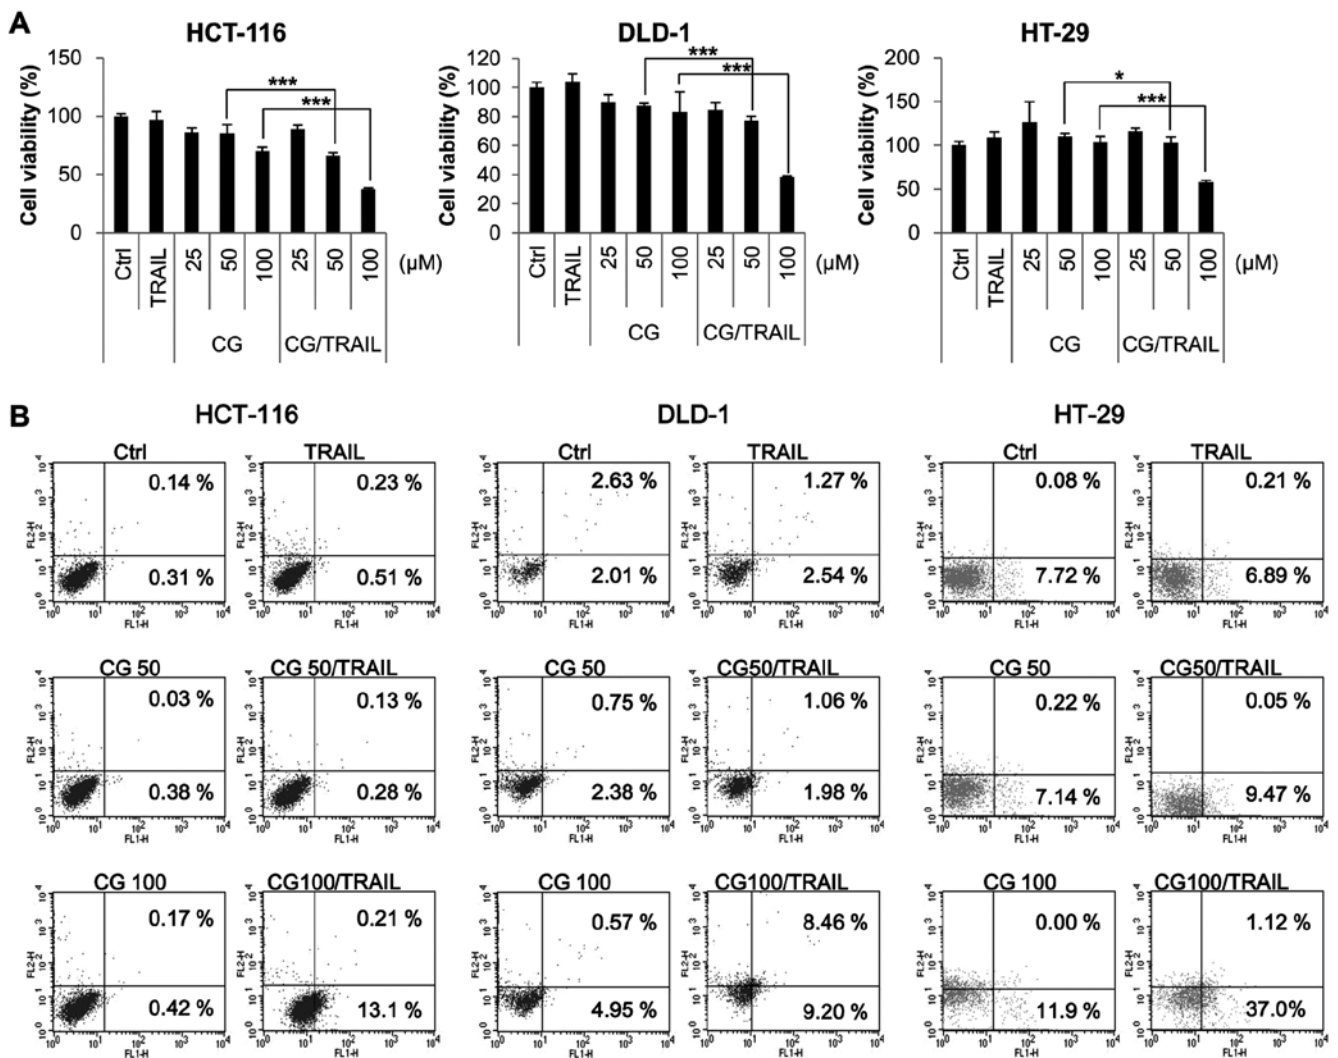 A
HCT-116
DLD-1
HT-29
Cell viability (%)
150
100
50
0
***
***
Ctrl
TRAIL
25
50
100
25
50
100
(µM)
CG
CG/TRAIL
Cell viability (%)
120
100
80
60
40
20
0
***
***
Ctrl
TRAIL
25
50
100
25
50
100
(µM)
CG
CG/TRAIL
Cell viability (%)
200
150
100
50
0
*
***
Ctrl
TRAIL
25
50
100
25
50
100
(µM)
CG
CG/TRAIL
B
HCT-116
DLD-1
HT-29
Ctrl
TRAIL
Ctrl
TRAIL
Ctrl
TRAIL
0.14 %
0.23 %
2.63 %
1.27 %
0.08 %
0.21 %
0.31 %
0.51 %
2.01 %
2.54 %
7.72 %
6.89 %
CG 50
CG 50/TRAIL
CG 50
CG50/TRAIL
CG 50
CG50/TRAIL
0.03 %
0.13 %
0.75 %
1.06 %
0.22 %
0.05 %
0.38 %
0.28 %
2.38 %
1.98 %
7.14 %
9.47 %
CG 100
CG100/TRAIL
CG 100
CG100/TRAIL
CG 100
CG100/TRAIL
0.17 %
0.21 %
0.57 %
8.46 %
0.00 %
1.12 %
0.42 %
13.1 %
4.95 %
9.20 %
11.9 %
37.0%
FL2-H
FL1-H